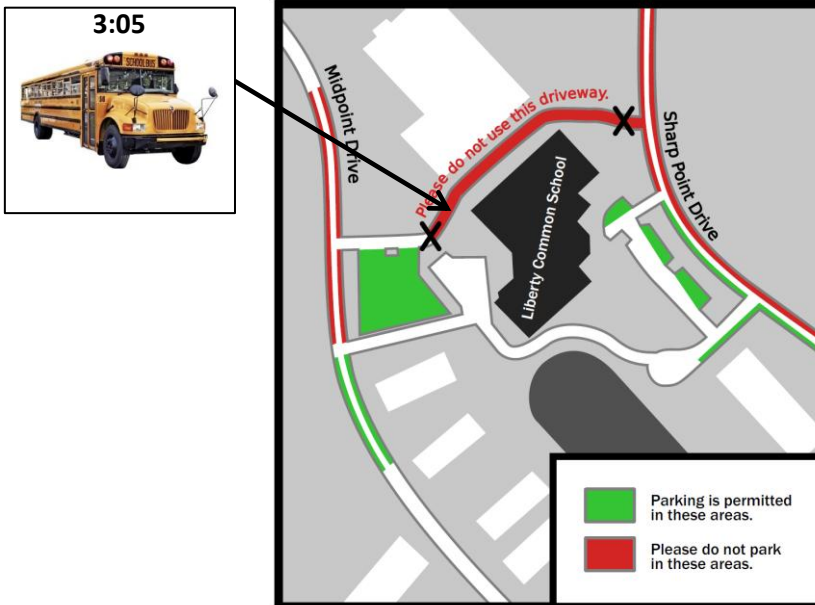 3:05
SCHOOL BUS
Midpoint Drive
Please do not use this driveway.
Sharp Point Drive
Liberty Common School
Parking is permitted
in these areas.
Please do not park
in these areas.